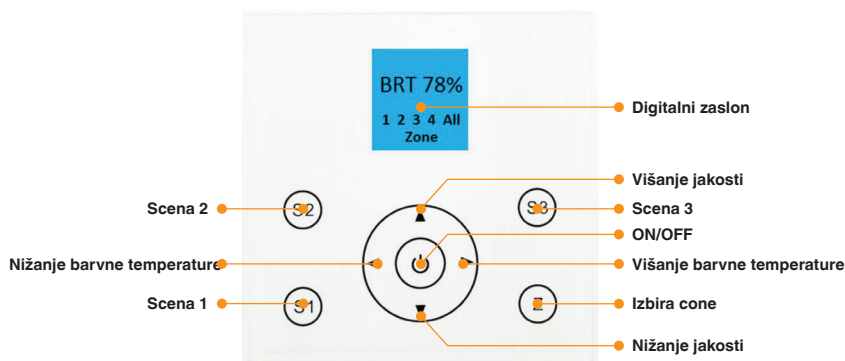 BRT 78%
1 2 3 4 All
Zone
Digitalni zaslon
Višanje jakosti
Scena 2
S2
S3
Scena 3
ON/OFF
Nižanje barvne temperature
Višanje barvne temperature
Scena 1
S1
Z
Izbira cone
Nižanje jakosti